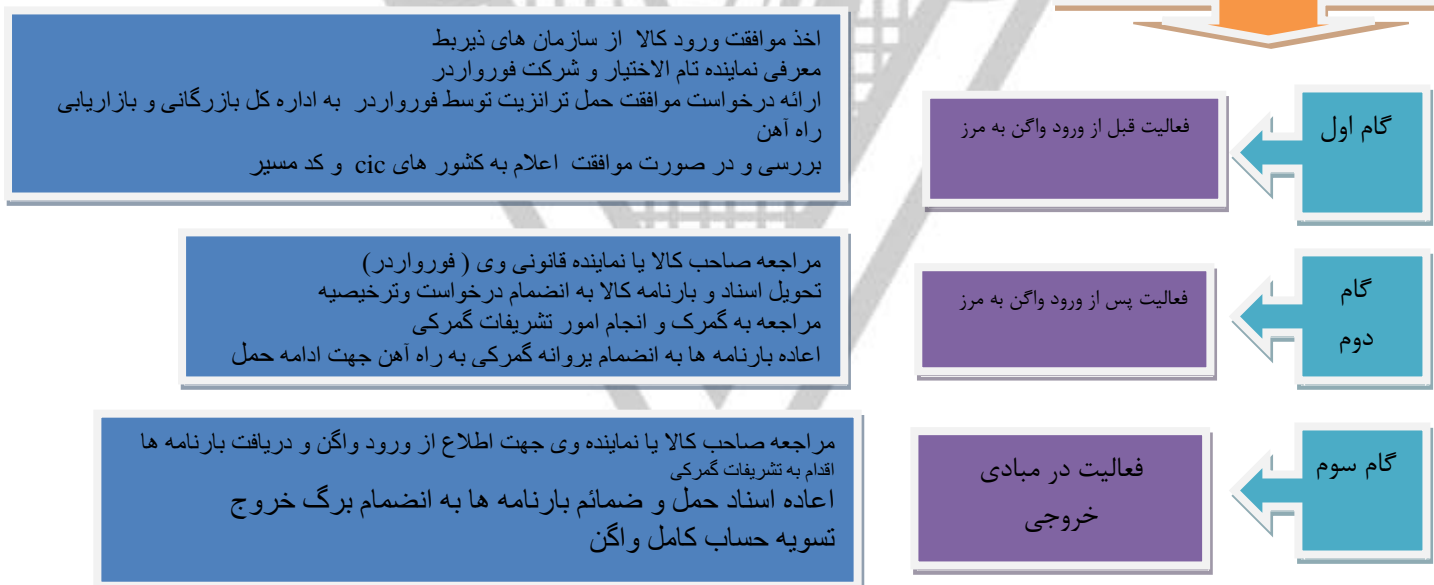 گام اول
فعالیت قبل از ورود واگن به مرز
اخذ موافقت ورود کالا از سازمان های ذیربط
معرفی نماینده تام الاختیار و شرکت فورواردر
ارائه درخواست موافقت حمل ترانزیت توسط فورواردر به اداره کل بازرگانی و بازاریابی
راه آهن
بررسی و در صورت موافقت اعلام به کشور های cic و کد مسیر
گام
دوم
فعالیت پس از ورود واگن به مرز
مراجعه صاحب کالا یا نماینده قانونی وی ( فورواردر)
تحویل اسناد و بارنامه کالا به انضمام درخواست وترخیصیه
مراجعه به گمرک و انجام امور تشریفات گمرکی
اعاده بارنامه ها به انضمام پروانه گمرکی به راه آهن جهت ادامه حمل
گام سوم
فعالیت در مبادی
خروجی
مراجعه صاحب کالا یا نماینده وی جهت اطلاع از ورود واگن و دریافت بارنامه ها
اقدام به تشریفات گمرکی
اعاده اسناد حمل و ضمائم بارنامه ها به انضمام برگ خروج
تسویه حساب کامل واگن